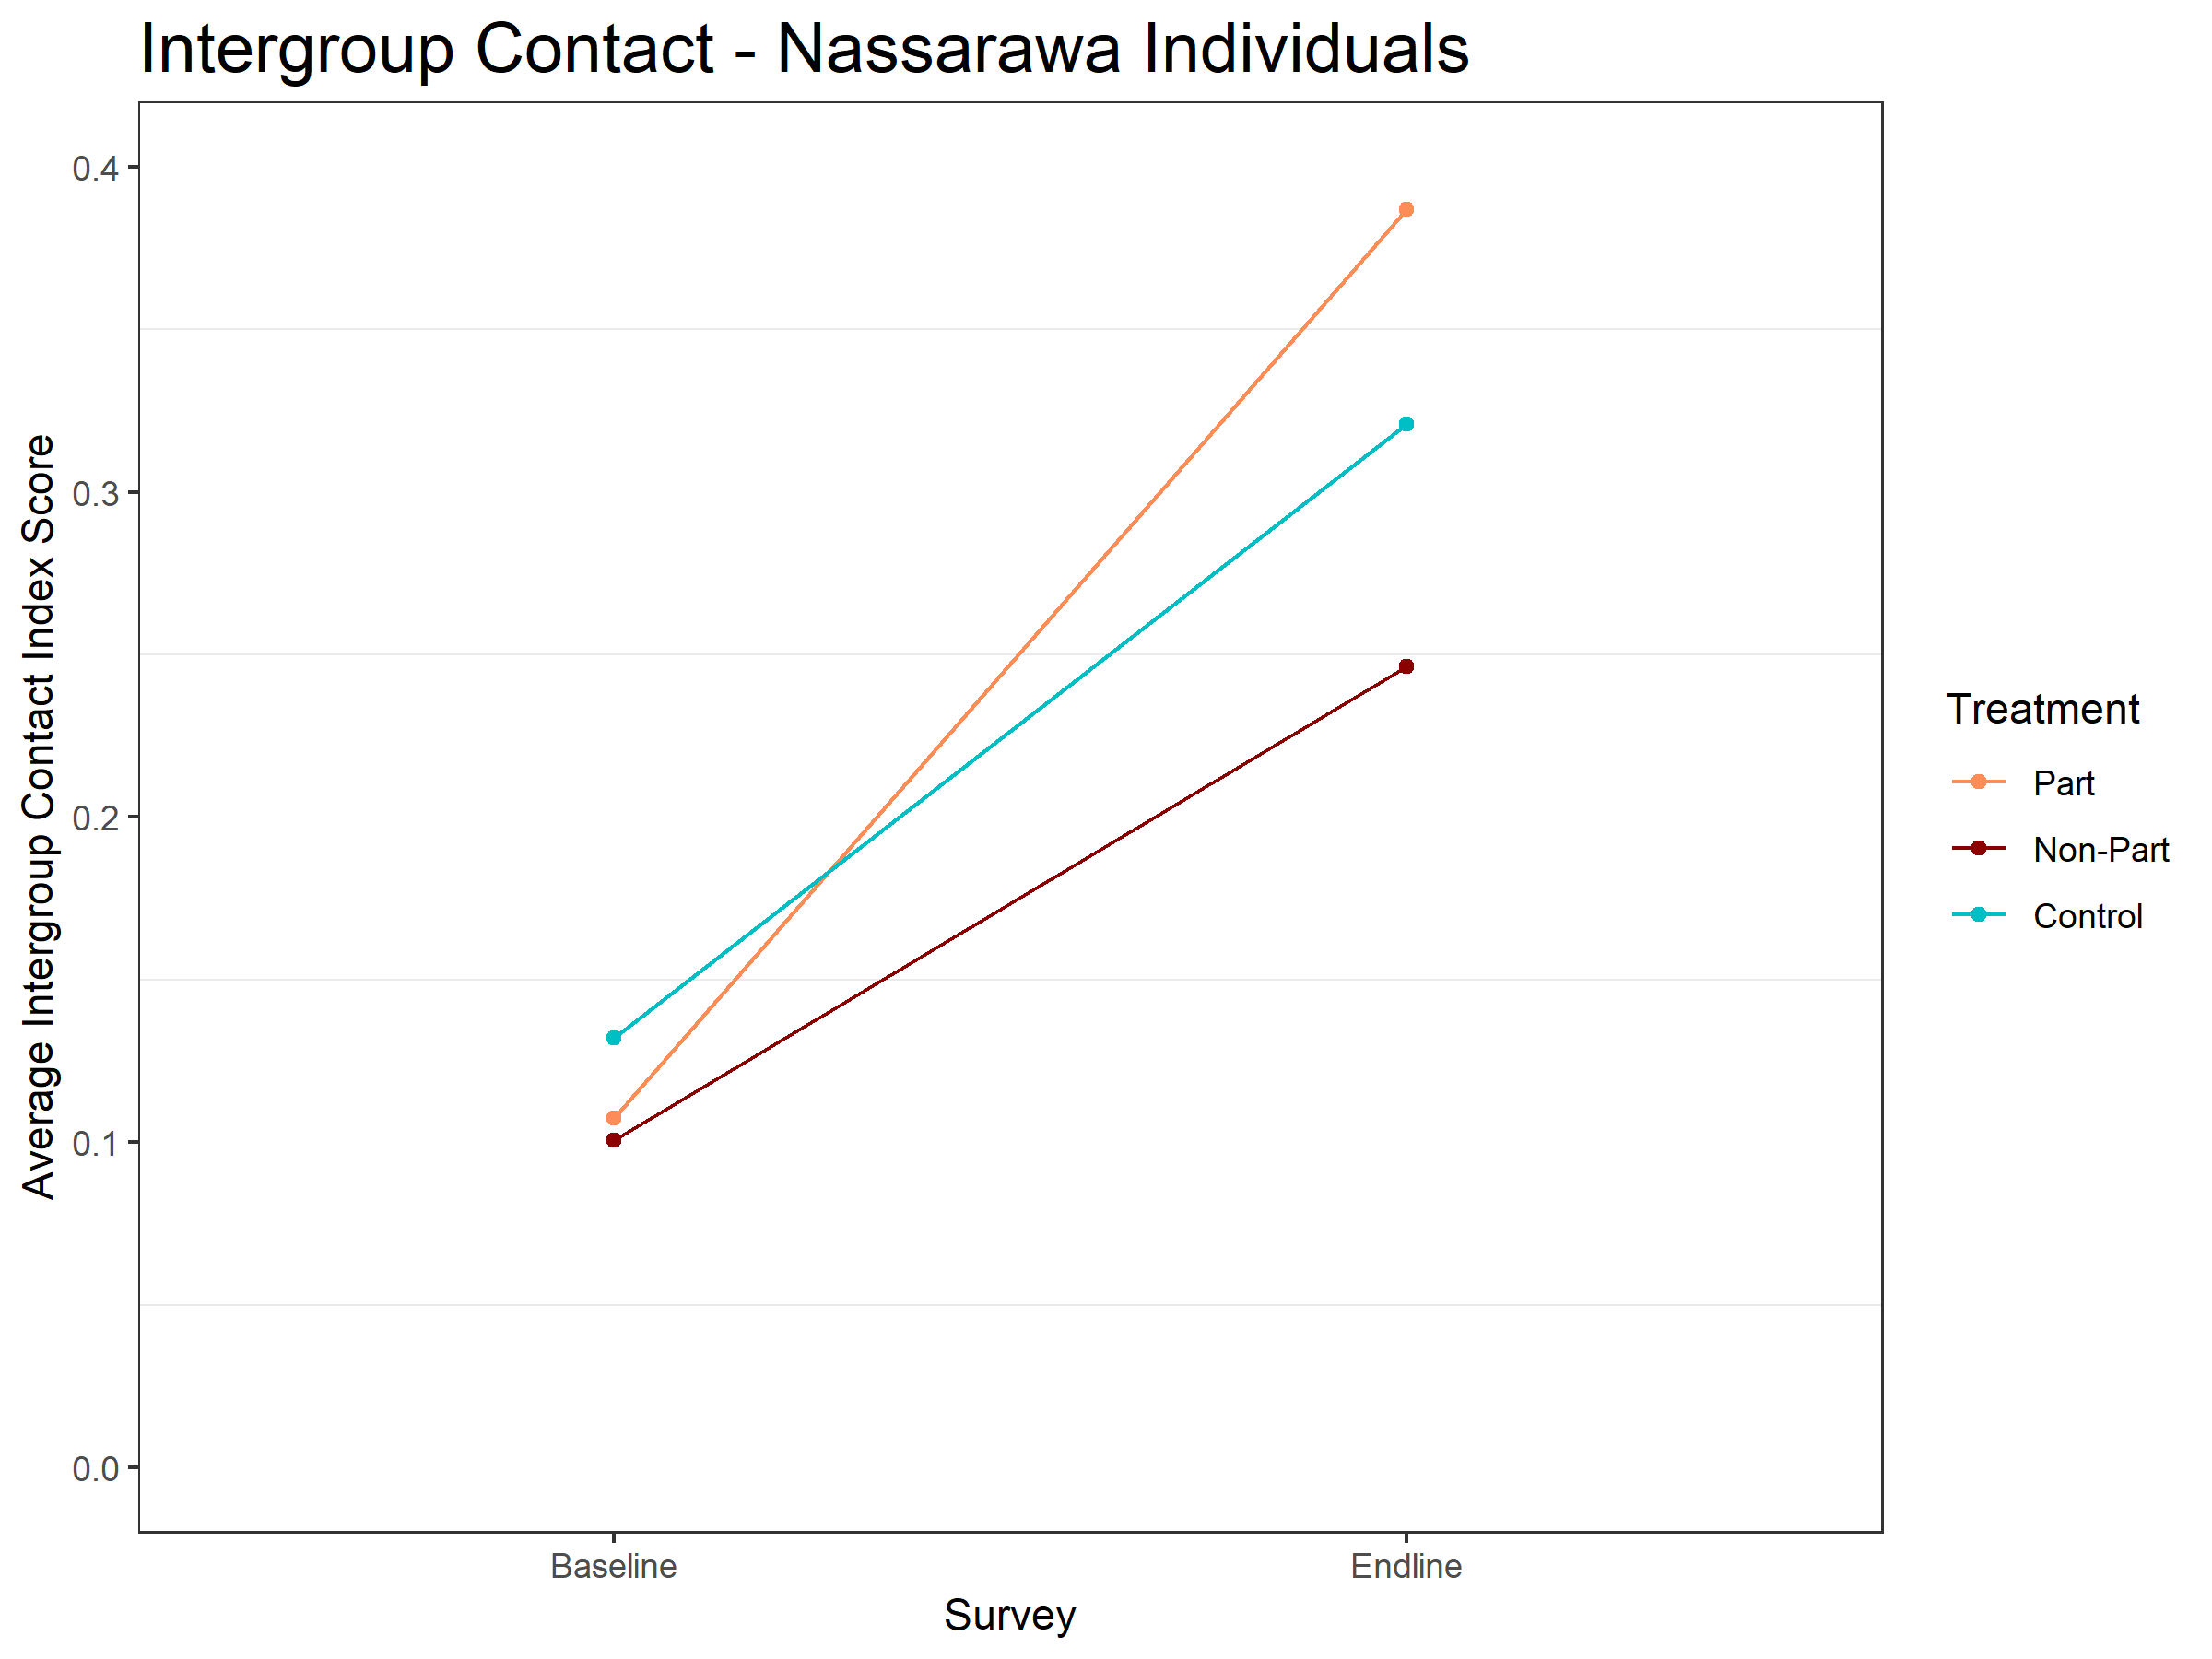 Intergroup Contact - Nassarawa Individuals
Average Intergroup Contact Index Score
0.4
0.3
0.2
0.1
0.0
Baseline
Endline
Survey
Treatment
Part
Non-Part
Control